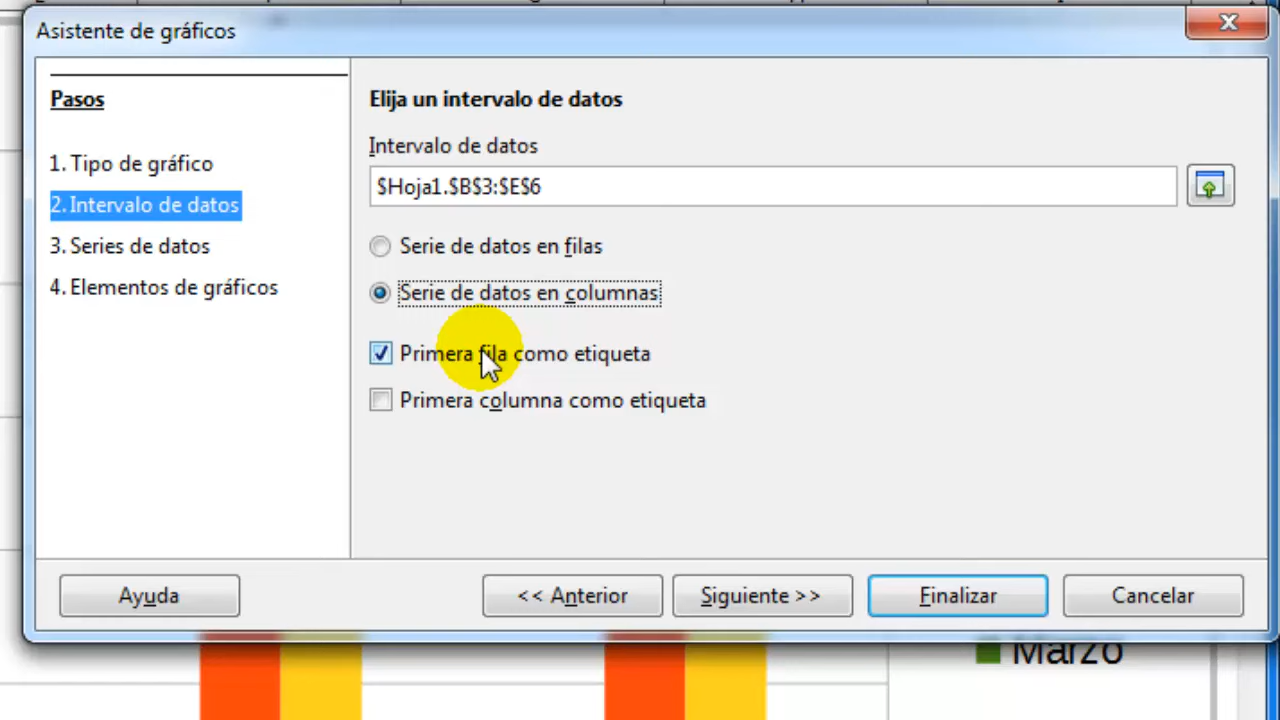 Asistente de gráficos
Pasos
1. Tipo de gráfico
2. Intervalo de datos
3. Series de datos
4. Elementos de gráficos
Elija un intervalo de datos
Intervalo de datos
$Hoja1.$B$3:$E$6
Serie de datos en filas
Serie de datos en columnas
Primera fila como etiqueta
Primera columna como etiqueta
Ayuda
<< Anterior
Siguiente >>
Finalizar
Cancelar
Marzo